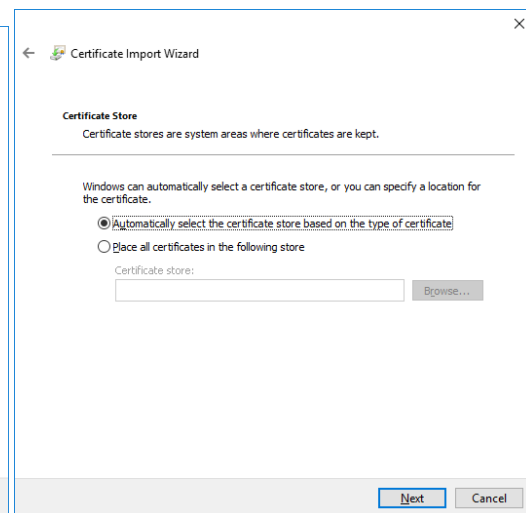 Certificate Import Wizard
Certificate Store
Certificate stores are system areas where certificates are kept.
Windows can automatically select a certificate store, or you can specify a location for
the certificate.
Automatically select the certificate store based on the type of certificate
Place all certificates in the following store
Certificate store:
Browse...
Next
Cancel